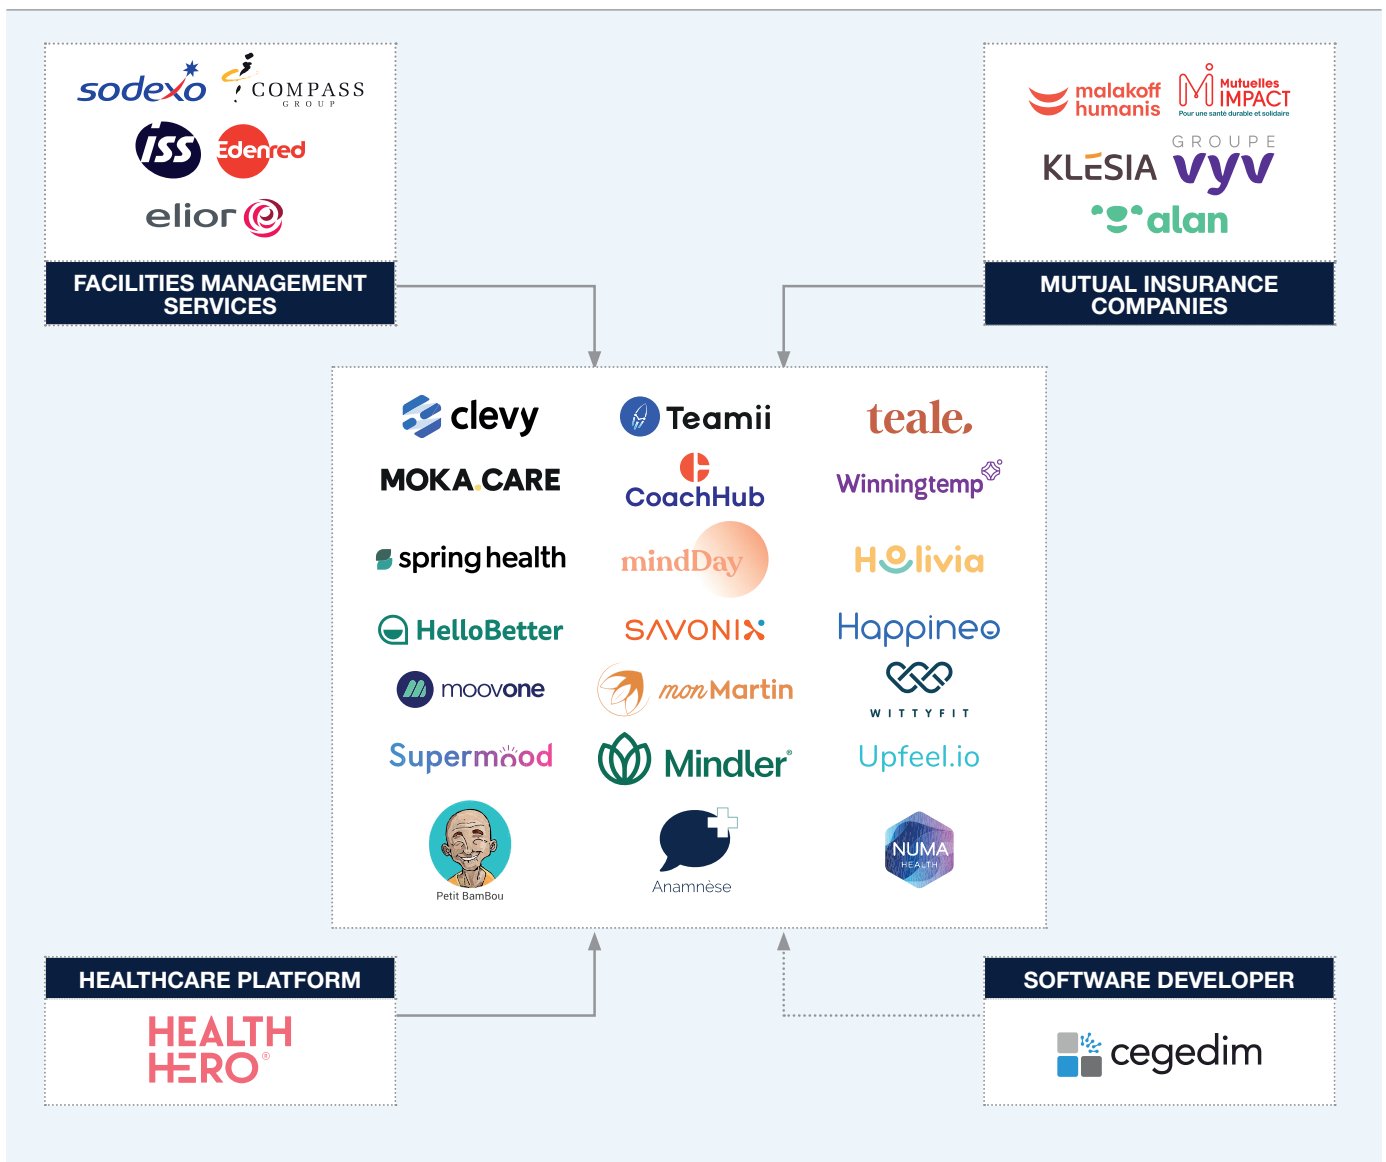 sodexo
COMPASS
GROUP
ISS
Edenred
elior
FACILITIES MANAGEMENT
SERVICES
malakoff
humanis
Mutuelles
IMPACT
Pour une santé durable et solidaire
KLESIA
GROUPE
vyv
alan
MUTUAL INSURANCE
COMPANIES
clevy
Teamii
teale.
MOKA.CARE
CoachHub
Winningtemp
spring health
mindDay
Holivia
HelloBetter
SAVONIX
Happineo
moovone
monMartin
WITTYFIT
Supermood
Mindler®
Upfeel.io
Petit BamBou
Anamnèse
NUMA
HEALTH
HEALTHCARE PLATFORM
HEALTH
HERO®
SOFTWARE DEVELOPER
cegedim